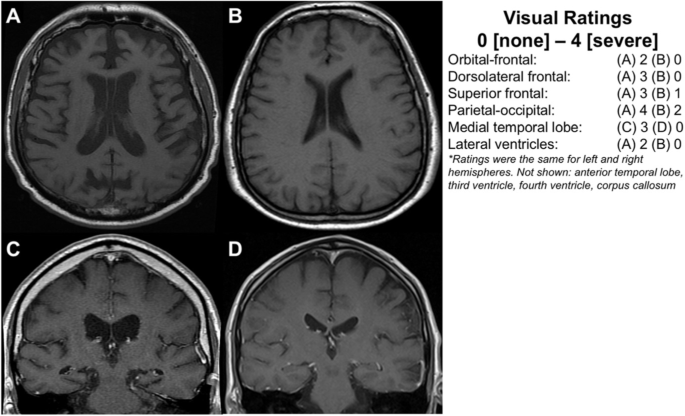 A
B
Visual Ratings
0 [none] – 4 [severe]
Orbital-frontal: (A) 2 (B) 0
Dorsolateral frontal: (A) 3 (B) 0
Superior frontal: (A) 3 (B) 1
Parietal-occipital: (A) 4 (B) 2
Medial temporal lobe: (C) 3 (D) 0
Lateral ventricles: (A) 2 (B) 0
*Ratings were the same for left and right
hemispheres. Not shown: anterior temporal lobe,
third ventricle, fourth ventricle, corpus callosum
C
D